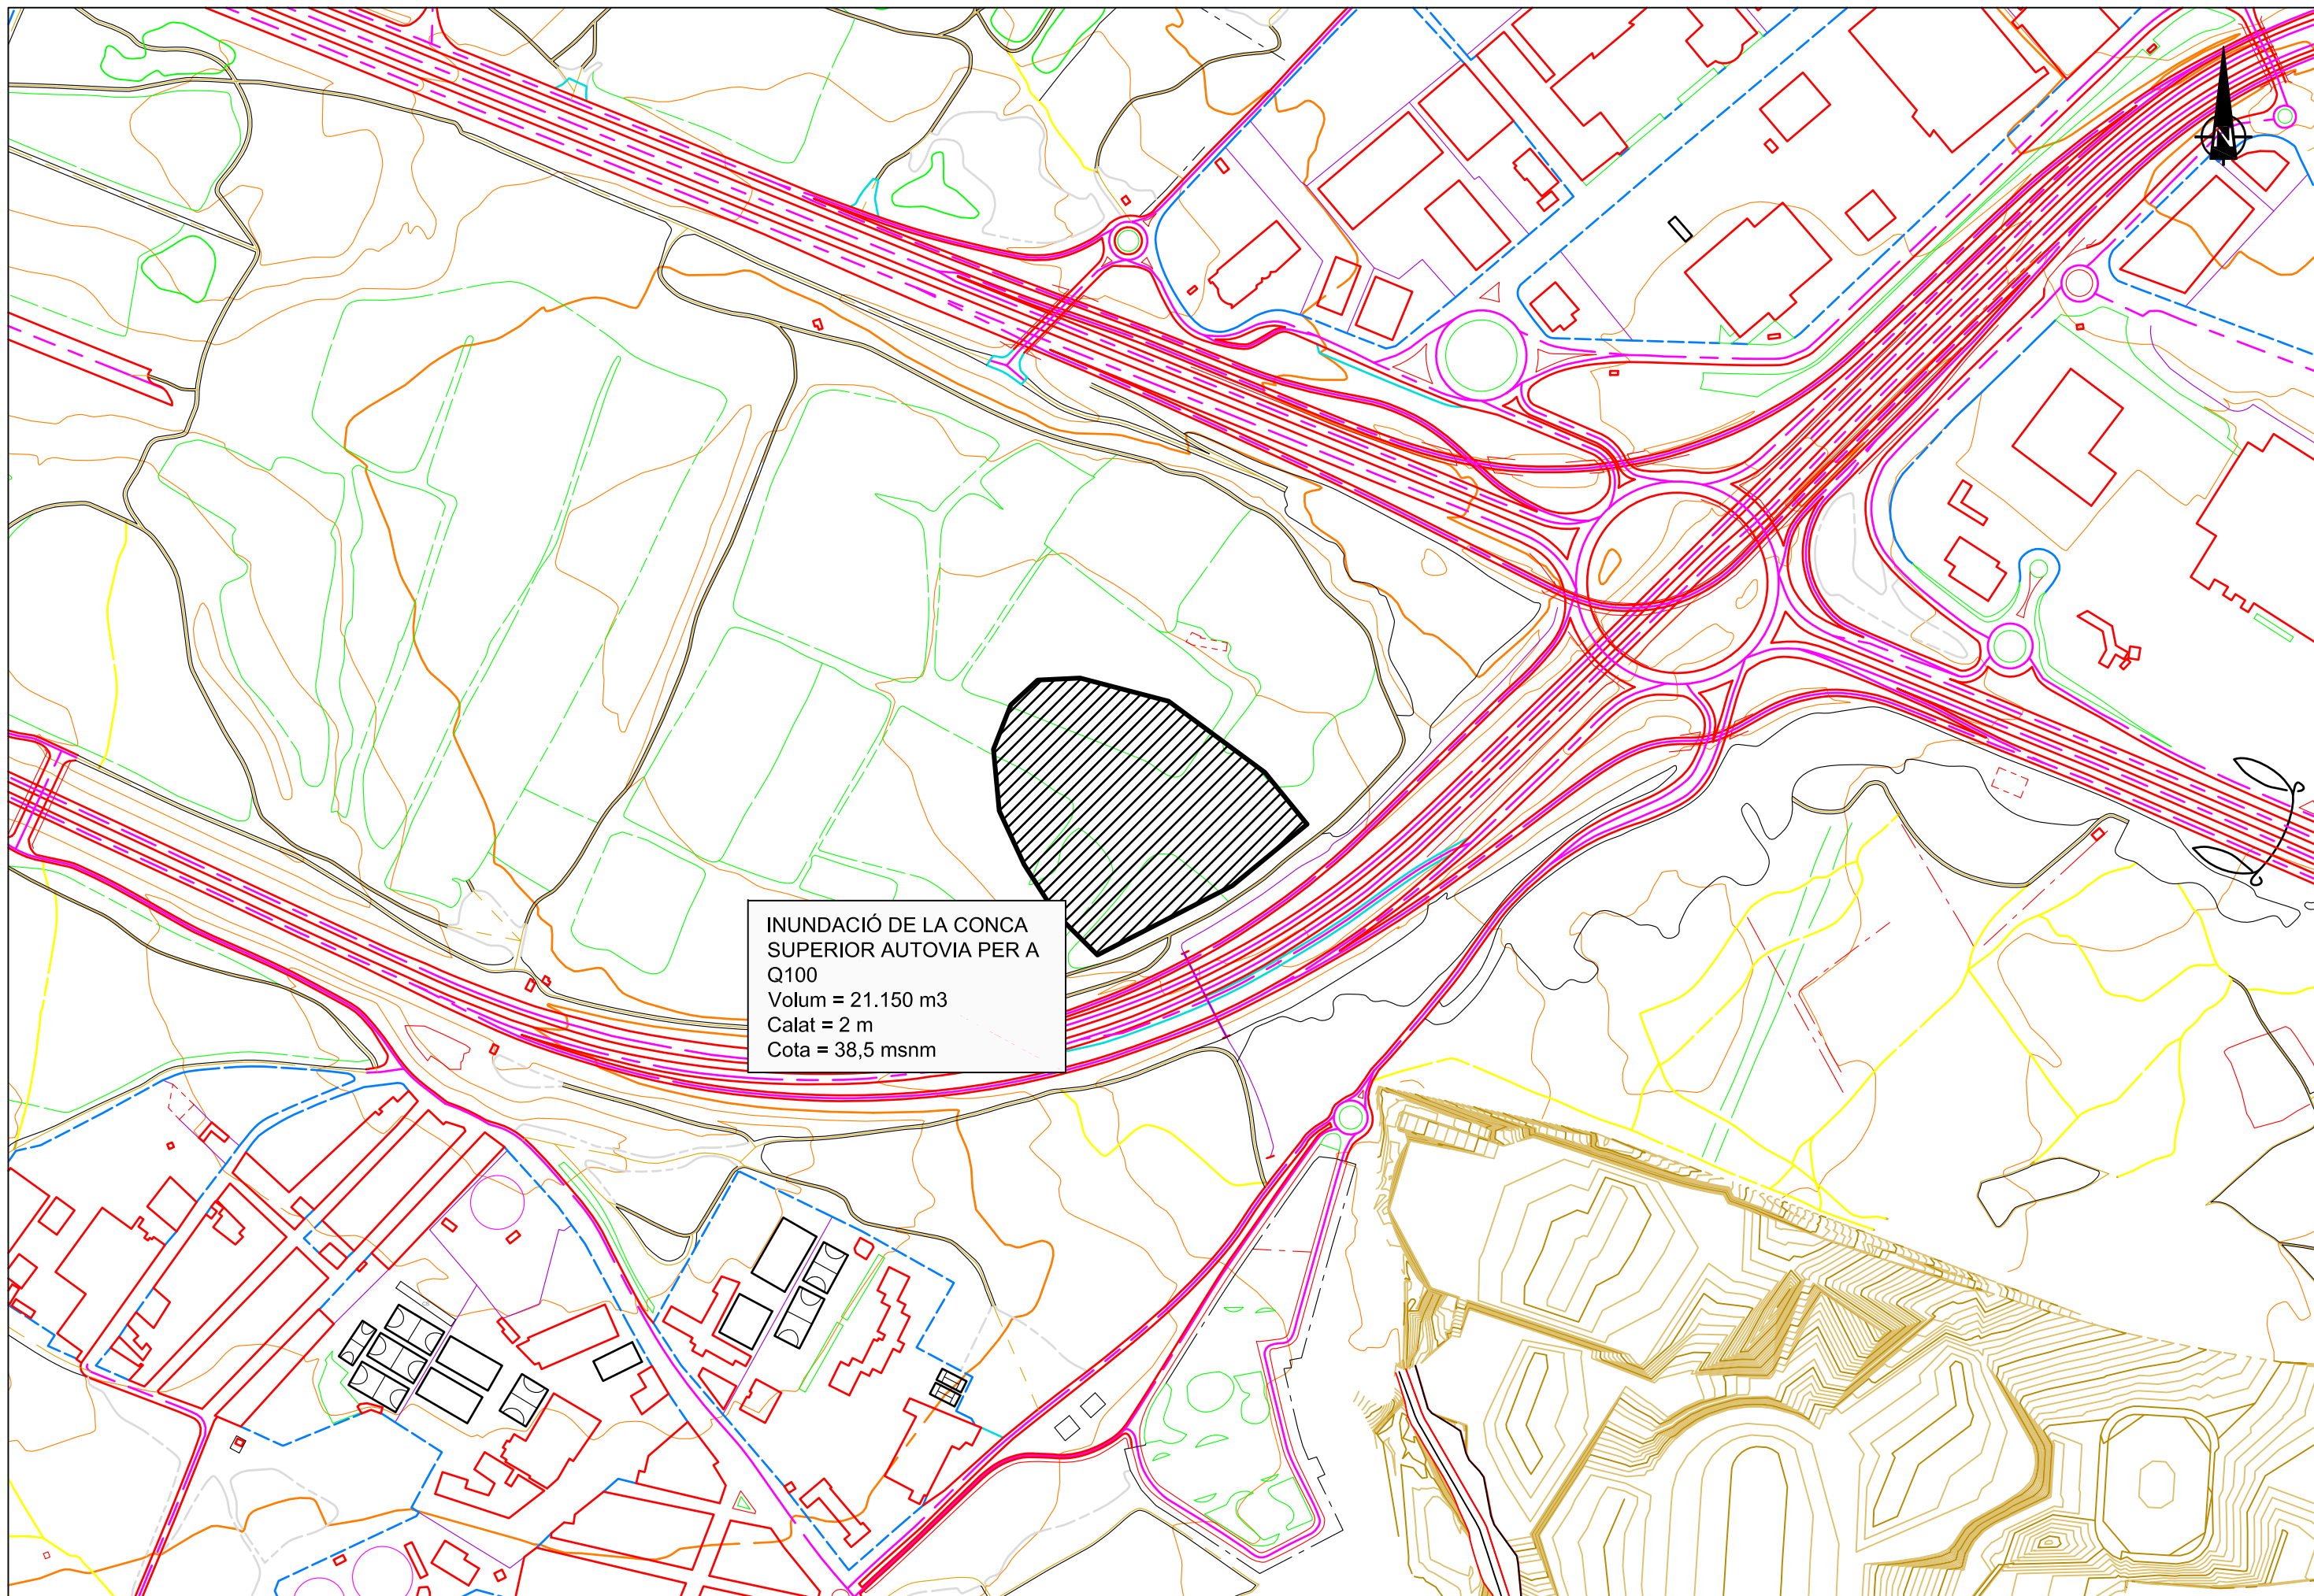 N
INUNDACIÓ DE LA CONCA
SUPERIOR AUTOVIA PER A
Q100
Volum = 21.150 m3
Calat = 2 m
Cota = 38,5 msnm